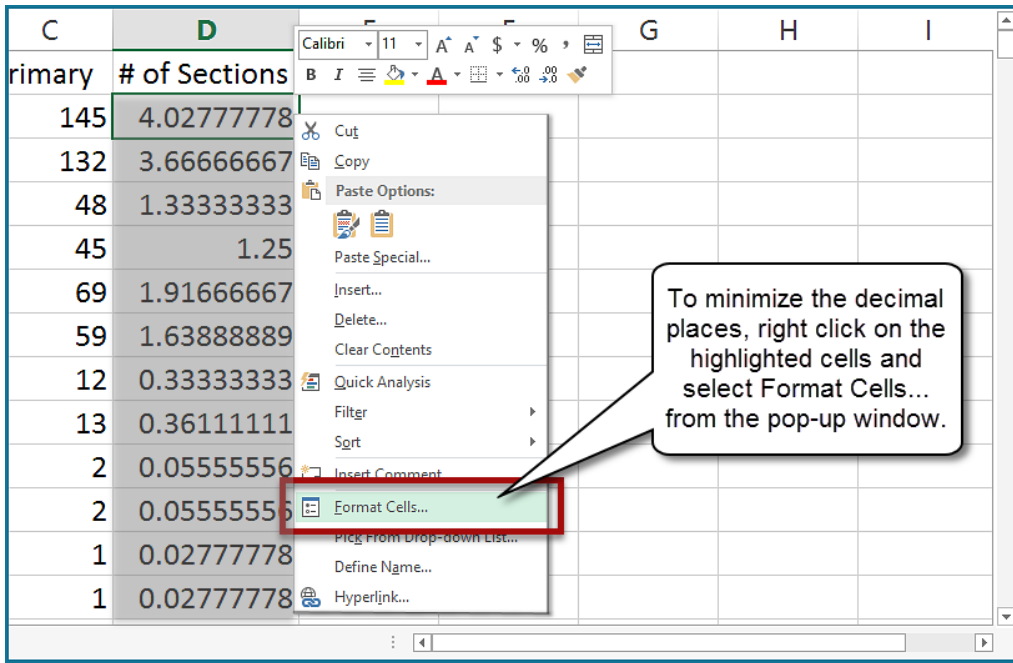 C D E F G H I
Calibri 11 A A $ % ,
B I A .00 .00
rimary # of Sections
145 4.02777778
132 3.66666667
48 1.33333333
45 1.25
69 1.91666667
59 1.63888889
12 0.33333333
13 0.36111111
2 0.05555556
2 0.05555556
1 0.02777778
1 0.02777778
Cut
Copy
Paste Options:
Paste Special...
Insert...
Delete...
Clear Contents
Quick Analysis
Filter
Sort
Insert Comment
Format Cells...
Pick From Drop-down List...
Define Name...
Hyperlink...
To minimize the decimal
places, right click on the
highlighted cells and
select Format Cells...
from the pop-up window.